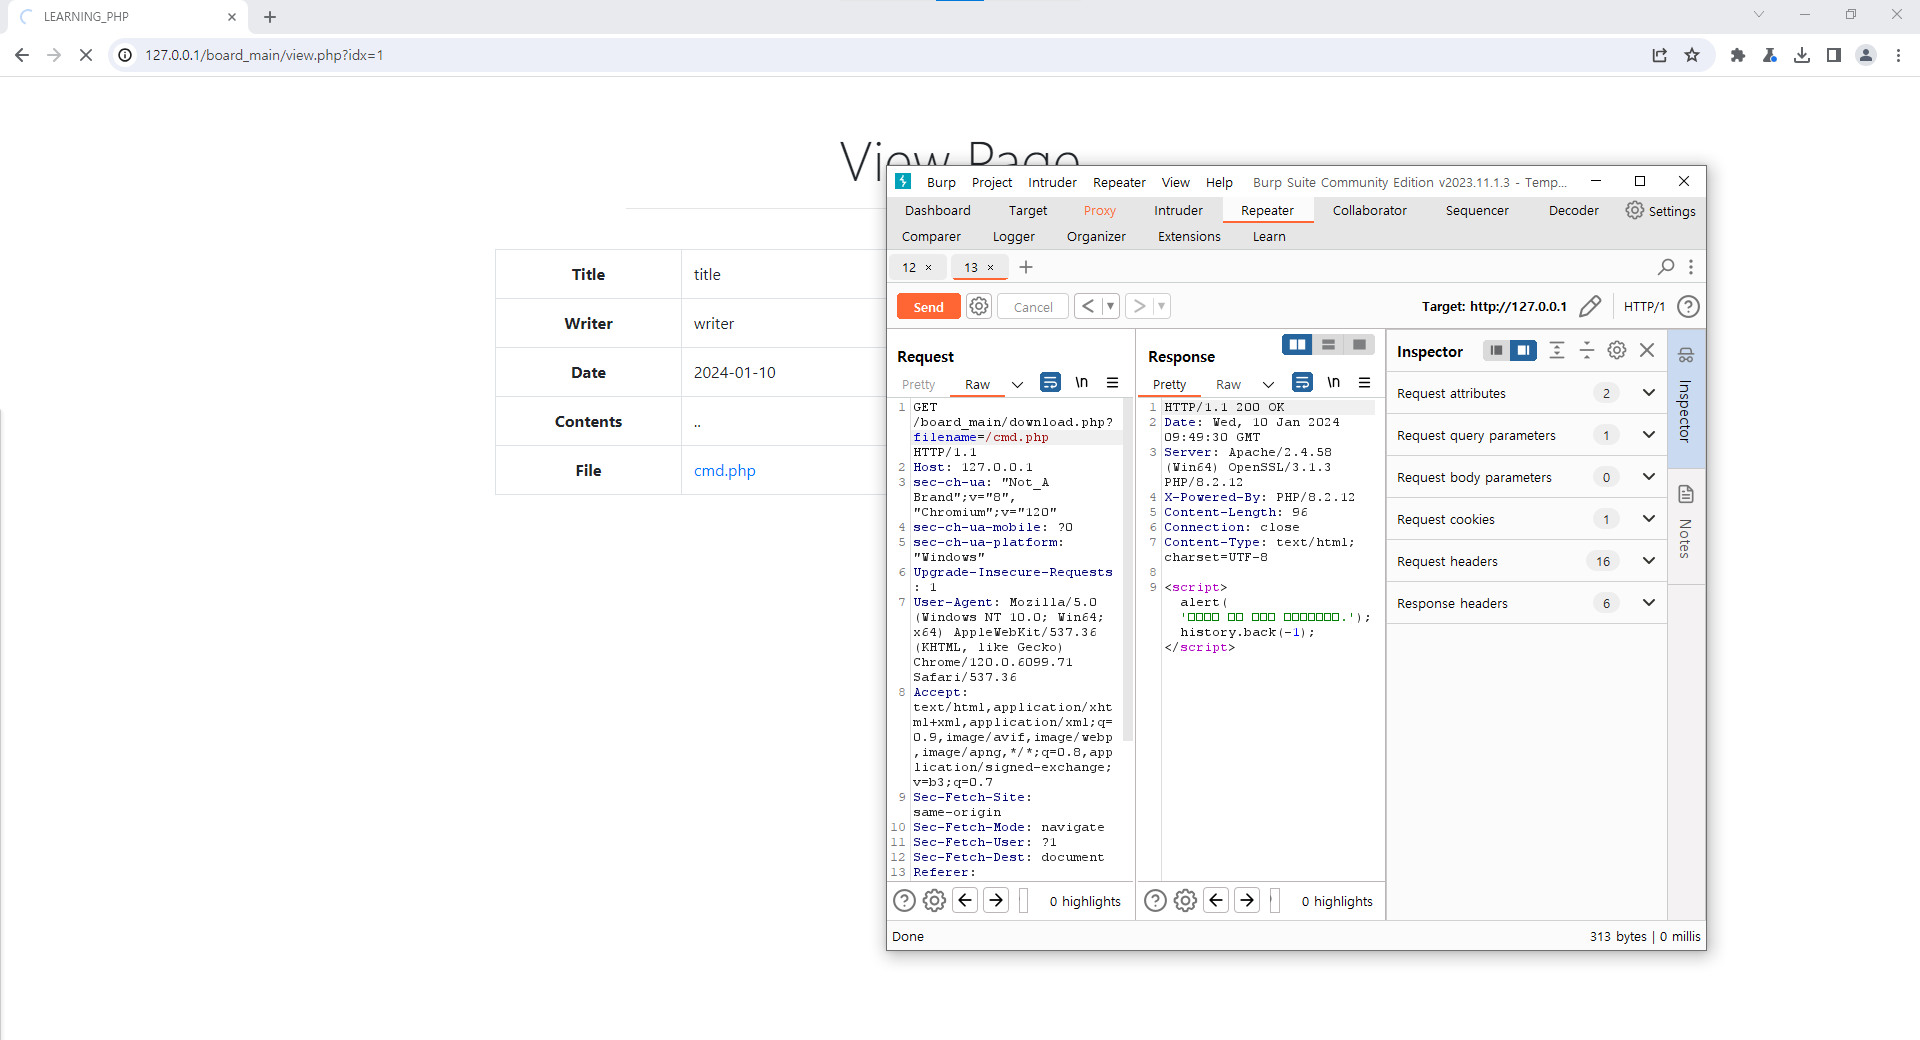 LEARNING_PHP
127.0.0.1/board_main/view.php?idx=1
View Page
Title title
Writer writer
Date 2024-01-10
Contents ..
File cmd.php
Burp Project Intruder Repeater View Help Burp Suite Community Edition v2023.11.1.3 - Temp...
Dashboard Target Proxy Intruder Repeater Collaborator Sequencer Decoder Settings
Comparer Logger Organizer Extensions Learn
12 × 13 × +
Send Cancel < > Target: http://127.0.0.1 HTTP/1
Request
Pretty Raw \n
1 GET
/board_main/download.php?
filename=/cmd.php
HTTP/1.1
2 Host: 127.0.0.1
3 sec-ch-ua: "Not_A
Brand";v="8",
"Chromium";v="120"
4 sec-ch-ua-mobile: ?0
5 sec-ch-ua-platform:
"Windows"
6 Upgrade-Insecure-Requests
: 1
7 User-Agent: Mozilla/5.0
(Windows NT 10.0; Win64;
x64) AppleWebKit/537.36
(KHTML, like Gecko)
Chrome/120.0.6099.71
Safari/537.36
8 Accept:
text/html,application/xht
ml+xml,application/xml;q=
0.9,image/avif,image/webp
,image/apng,*/*;q=0.8,app
lication/signed-exchange;
v=b3;q=0.7
9 Sec-Fetch-Site:
same-origin
10 Sec-Fetch-Mode: navigate
11 Sec-Fetch-User: ?1
12 Sec-Fetch-Dest: document
13 Referer:
0 highlights
Response
Pretty Raw \n
1 HTTP/1.1 200 OK
2 Date: Wed, 10 Jan 2024
09:49:30 GMT
3 Server: Apache/2.4.58
(Win64) OpenSSL/3.1.3
PHP/8.2.12
4 X-Powered-By: PHP/8.2.12
5 Content-Length: 96
6 Connection: close
7 Content-Type: text/html;
charset=UTF-8
8
9 <script>
alert(
'□□□□ □□ □□□ □□□□□□□.');
history.back(-1);
</script>
0 highlights
Inspector
Request attributes 2
Request query parameters 1
Request body parameters 0
Request cookies 1
Request headers 16
Response headers 6
Inspector
Notes
Done 313 bytes | 0 millis